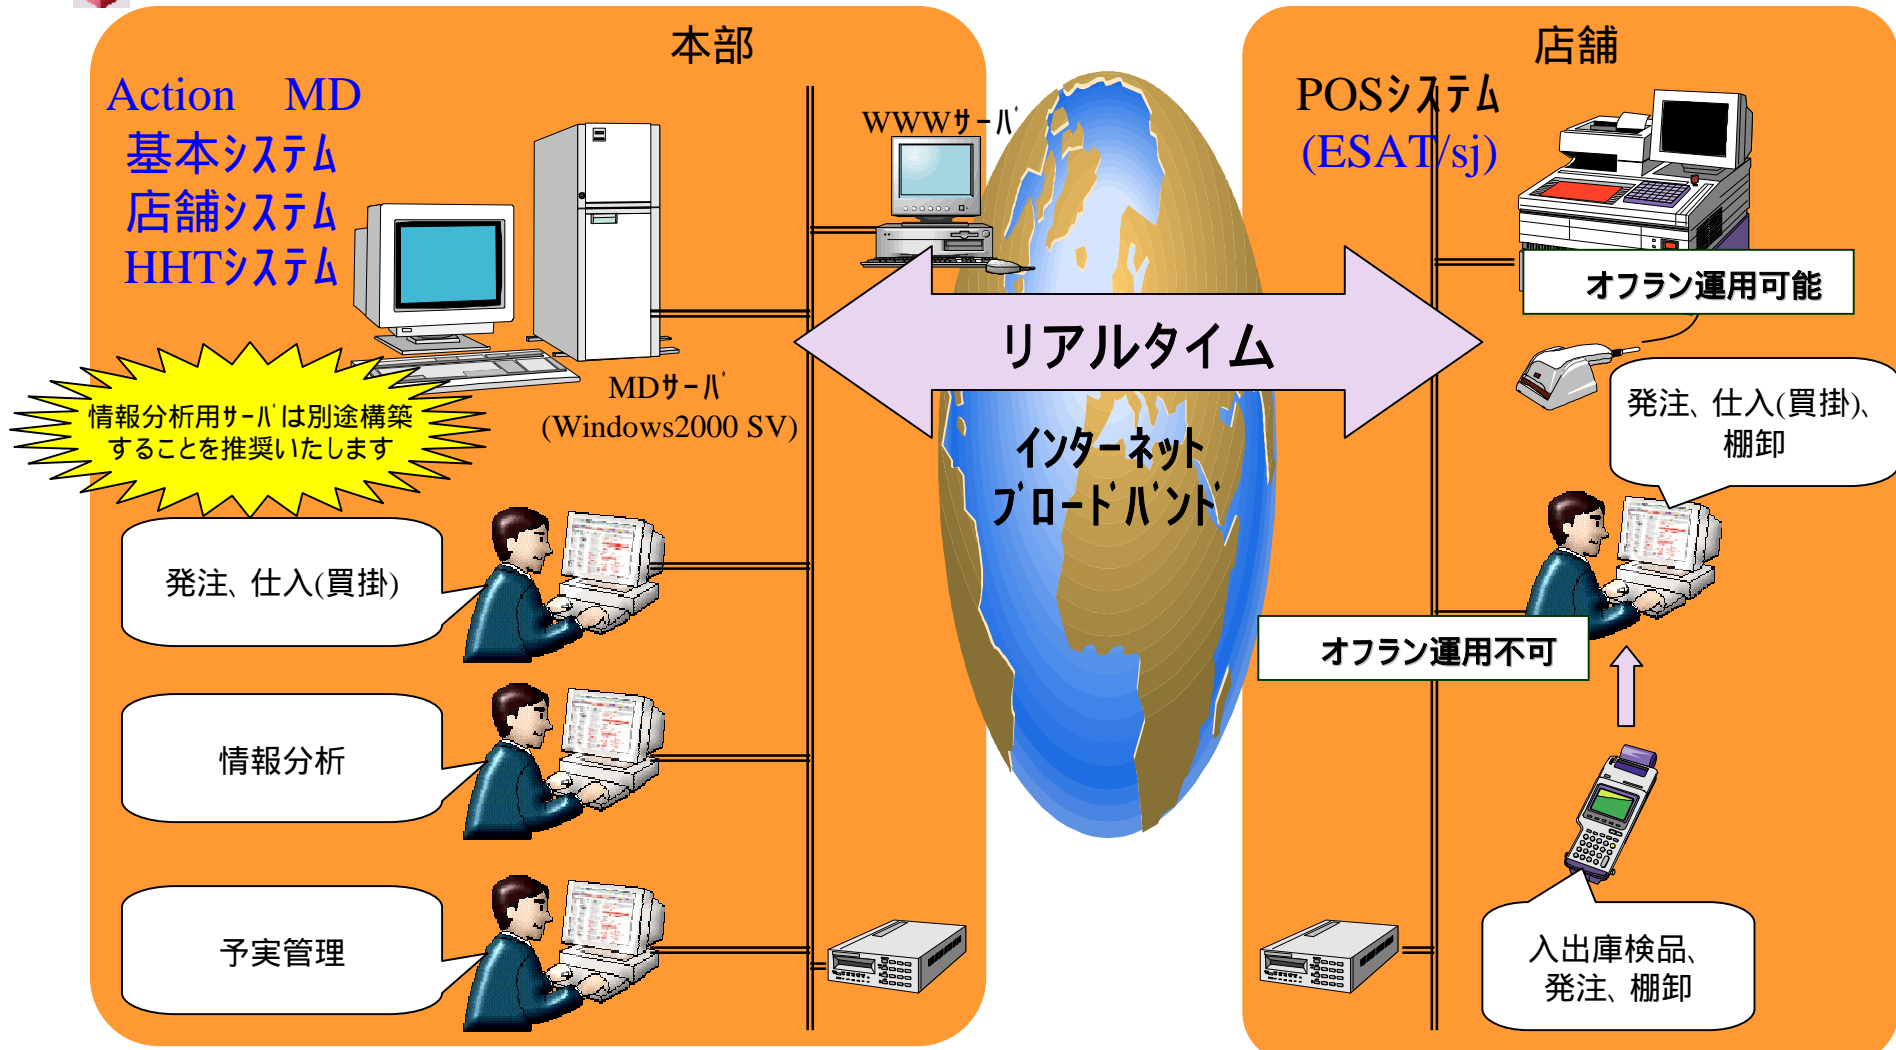 本部
Action　MD
基本ｼｽﾃﾑ
店舗ｼｽﾃﾑ
HHTｼｽﾃﾑ
WWWｻｰﾊﾞ
MDｻｰﾊﾞ
(Windows2000 SV)
情報分析用ｻｰﾊﾞは別途構築
することを推奨いたします
発注、仕入(買掛)
情報分析
予実管理
リアルタイム
ｲﾝﾀｰﾈｯﾄ
ﾌﾞﾛｰﾄﾞﾊﾞﾝﾄﾞ
店舗
POSｼｽﾃﾑ
(ESAT/sj)
オフラン運用可能
発注、仕入(買掛)、
棚卸
オフラン運用不可
入出庫検品、
発注、棚卸